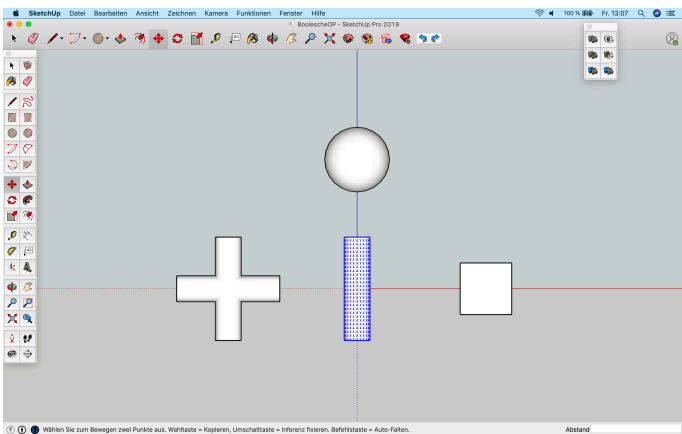 SketchUp Datei Bearbeiten Ansicht Zeichnen Kamera Funktionen Fenster Hilfe 100 % Fr. 13:07
BoolescheOP - SketchUp Pro 2019
Wählen Sie zum Bewegen zwei Punkte aus. Wahltaste = Kopieren, Umschalttaste = Inferenz fixieren. Befehlstaste = Auto-Falten. Abstand